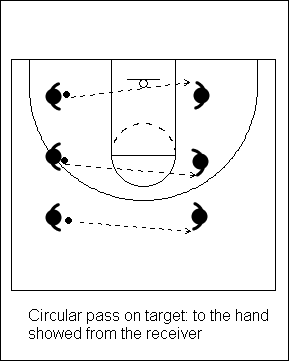 Circular pass on target: to the hand
showed from the receiver